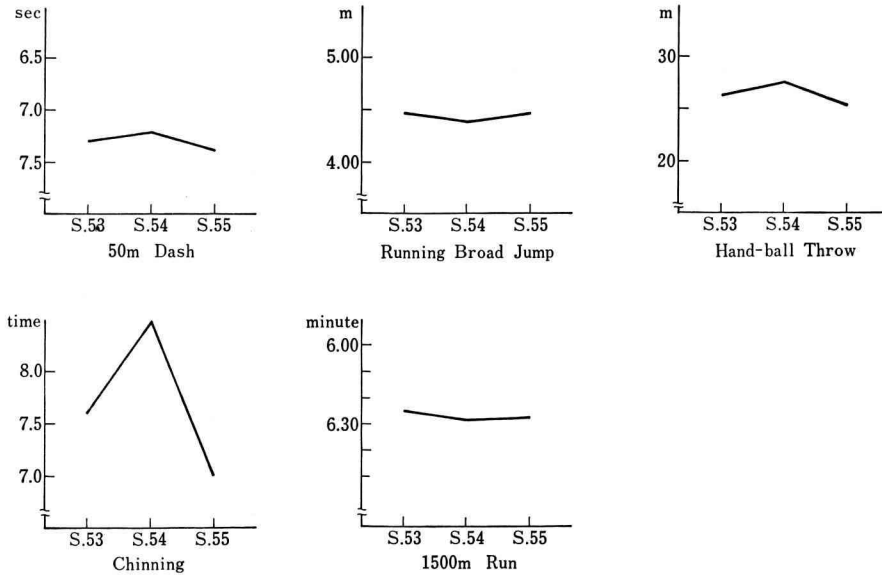 sec
6.5
7.0
7.5
S.53 S.54 S.55
50m Dash
m
5.00
4.00
S.53 S.54 S.55
Running Broad Jump
m
30
20
S.53 S.54 S.55
Hand-ball Throw
time
8.0
7.5
7.0
S.53 S.54 S.55
Chinning
minute
6.00
6.30
S.53 S.54 S.55
1500m Run